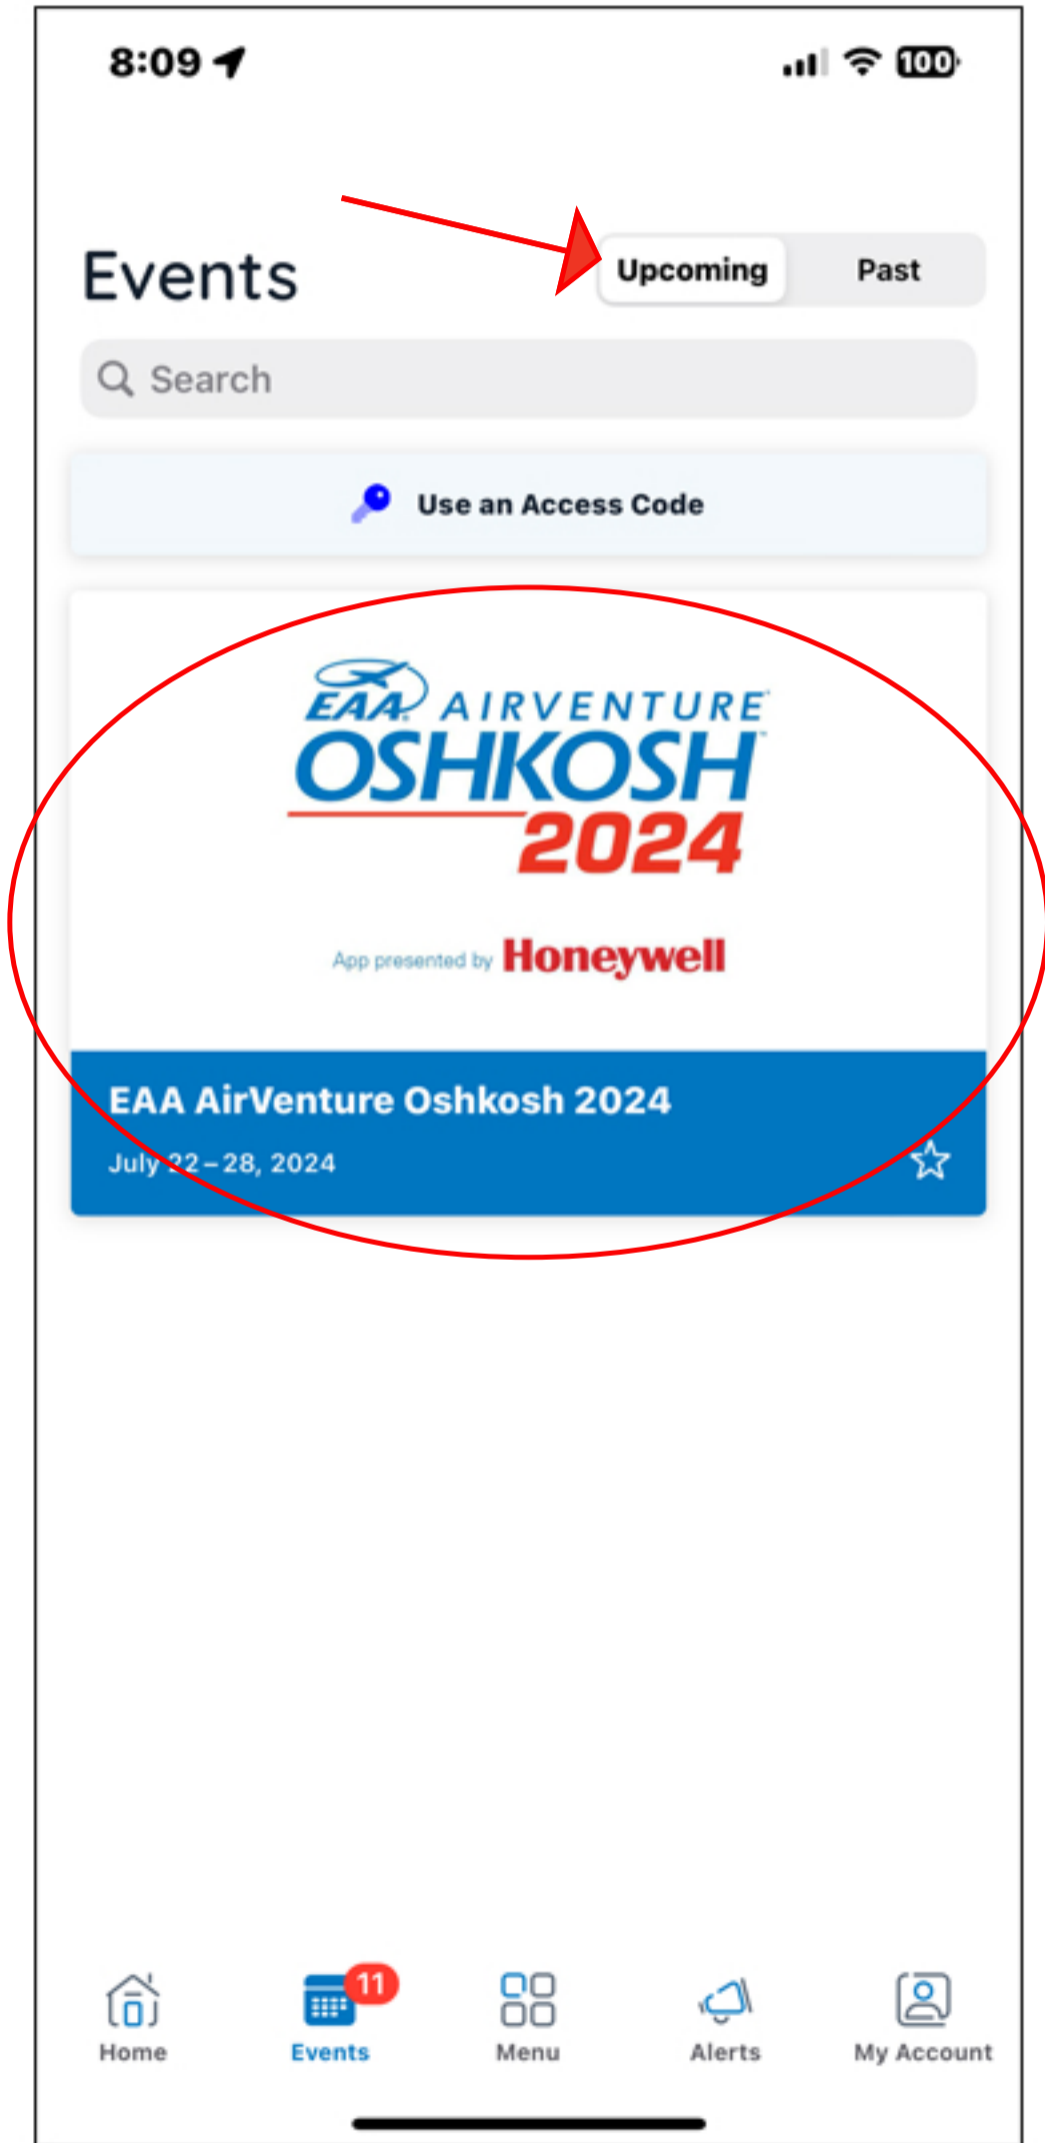 8:09
100
Events
Upcoming Past
Search
Use an Access Code
EAA AIRVENTURE
OSHKOSH™
2024
App presented by Honeywell
EAA AirVenture Oshkosh 2024
July 22–28, 2024
11
Home Events Menu Alerts My Account